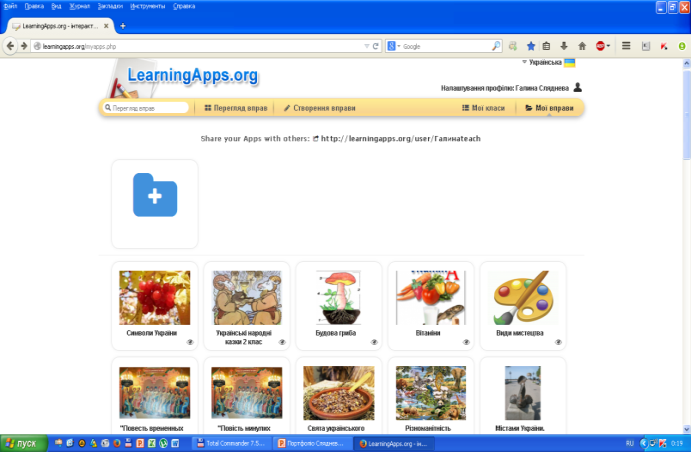 Файл Правка Вид Журнал Закладки Инструменты Справка
LearningApps.org - інтеракт...
learningapps.org/myapps.php
Google
Українська
LearningApps.org
Налаштування профілю: Галина Сляднева
Перегляд вправ
Перегляд вправ
Створення вправи
Мої класи
Мої вправи
Share your Apps with others: http://learningapps.org/user/Галинаteach
Символи України
Українські народні
казки 2 клас
Будова гриба
Вітаміни
Види мистецтва
"Повесть временных
"Повість минулих
Свята українського
Різноманітність
Містами України.
пуск
Total Commander 7.5...
Портфоліо Сляднев...
LearningApps.org - ін...
RU
0:19